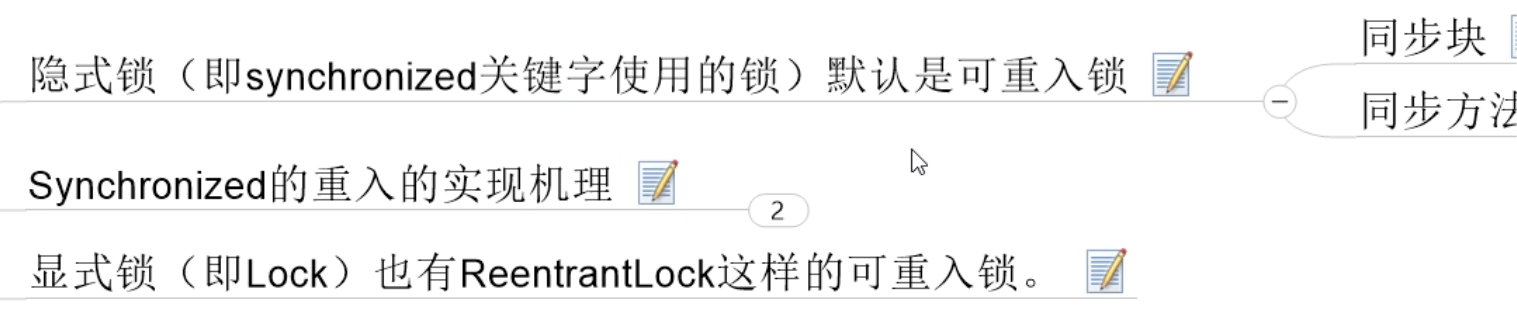 同步块
隐式锁（即synchronized关键字使用的锁）默认是可重入锁
同步方法
Synchronized的重入的实现机理
2
显式锁（即Lock）也有ReentrantLock这样的可重入锁。